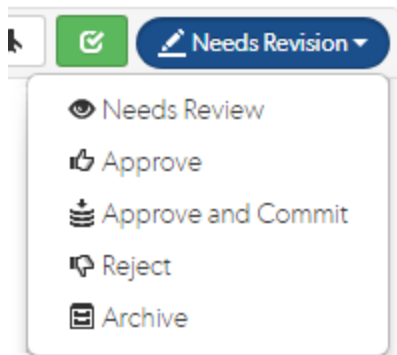 Needs Revision
Needs Review
Approve
Approve and Commit
Reject
Archive